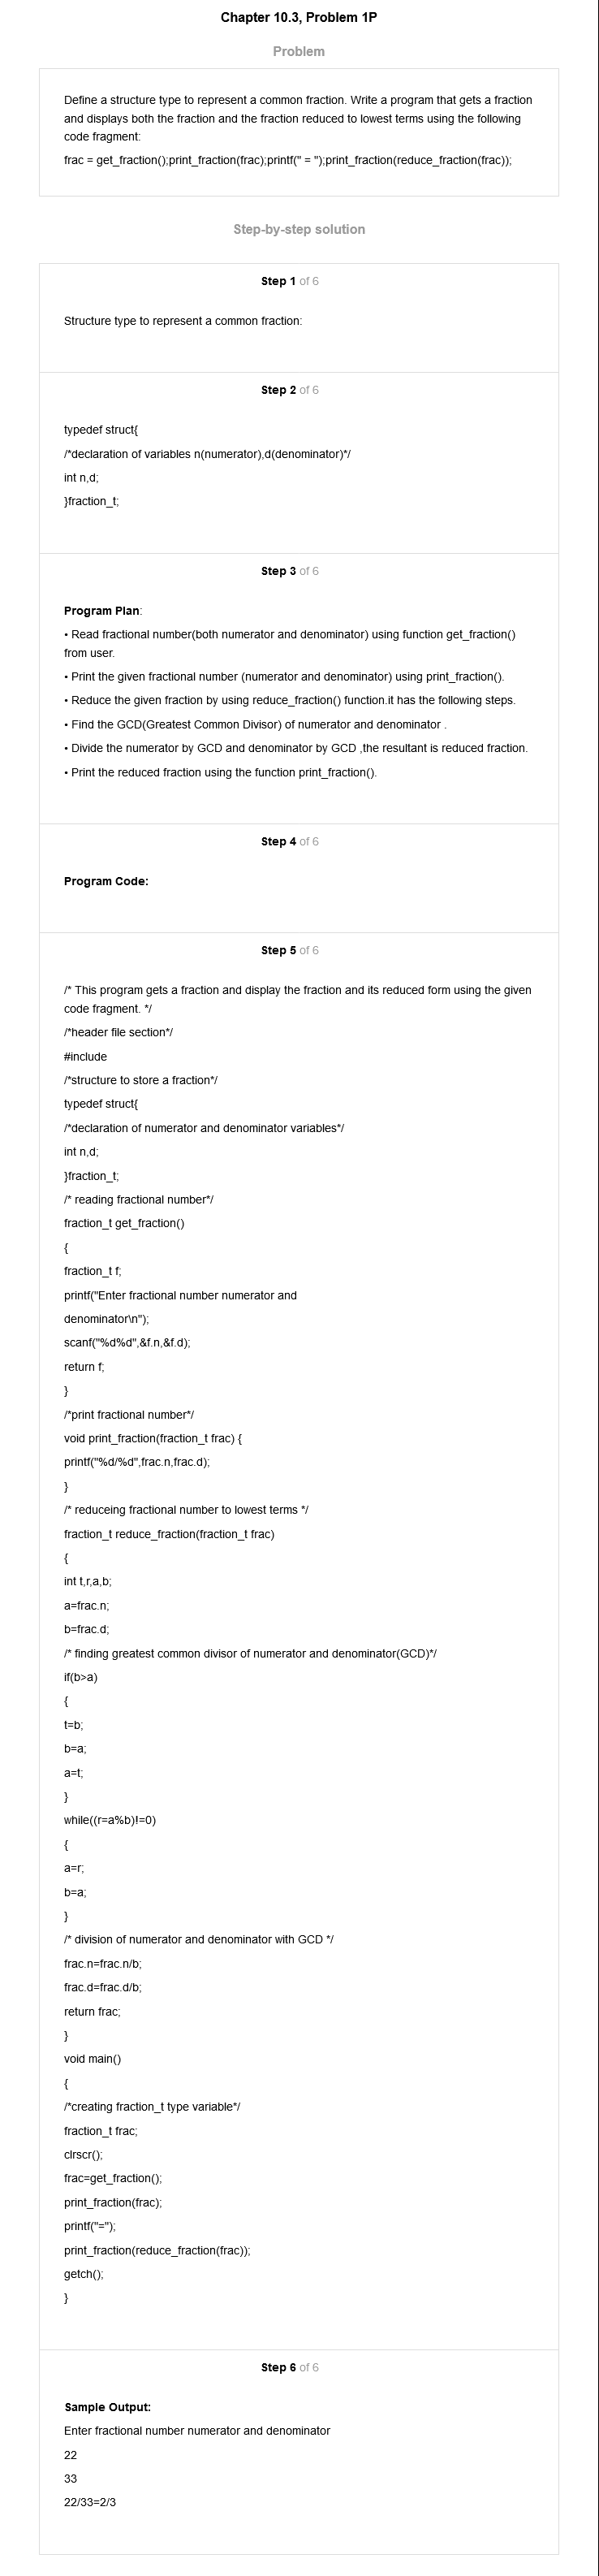 Chapter 10.3, Problem 1P
Problem
Define a structure type to represent a common fraction. Write a program that gets a fraction
and displays both the fraction and the fraction reduced to lowest terms using the following
code fragment:
frac = get_fraction();print_fraction(frac);printf(" = ");print_fraction(reduce_fraction(frac));
Step-by-step solution
Step 1 of 6
Structure type to represent a common fraction:
Step 2 of 6
typedef struct{
/*declaration of variables n(numerator),d(denominator)*/
int n,d;
}fraction_t;
Step 3 of 6
Program Plan:
• Read fractional number(both numerator and denominator) using function get_fraction()
from user.
• Print the given fractional number (numerator and denominator) using print_fraction().
• Reduce the given fraction by using reduce_fraction() function.it has the following steps.
• Find the GCD(Greatest Common Divisor) of numerator and denominator .
• Divide the numerator by GCD and denominator by GCD ,the resultant is reduced fraction.
• Print the reduced fraction using the function print_fraction().
Step 4 of 6
Program Code:
Step 5 of 6
/* This program gets a fraction and display the fraction and its reduced form using the given
code fragment. */
/*header file section*/
#include
/*structure to store a fraction*/
typedef struct{
/*declaration of numerator and denominator variables*/
int n,d;
}fraction_t;
/* reading fractional number*/
fraction_t get_fraction()
{
fraction_t f;
printf("Enter fractional number numerator and
denominator\n");
scanf("%d%d",&f.n,&f.d);
return f;
}
/*print fractional number*/
void print_fraction(fraction_t frac) {
printf("%d/%d",frac.n,frac.d);
}
/* reduceing fractional number to lowest terms */
fraction_t reduce_fraction(fraction_t frac)
{
int t,r,a,b;
a=frac.n;
b=frac.d;
/* finding greatest common divisor of numerator and denominator(GCD)*/
if(b>a)
{
t=b;
b=a;
a=t;
}
while((r=a%b)!=0)
{
a=r;
b=a;
}
/* division of numerator and denominator with GCD */
frac.n=frac.n/b;
frac.d=frac.d/b;
return frac;
}
void main()
{
/*creating fraction_t type variable*/
fraction_t frac;
clrscr();
frac=get_fraction();
print_fraction(frac);
printf("=");
print_fraction(reduce_fraction(frac));
getch();
}
Step 6 of 6
Sample Output:
Enter fractional number numerator and denominator
22
33
22/33=2/3